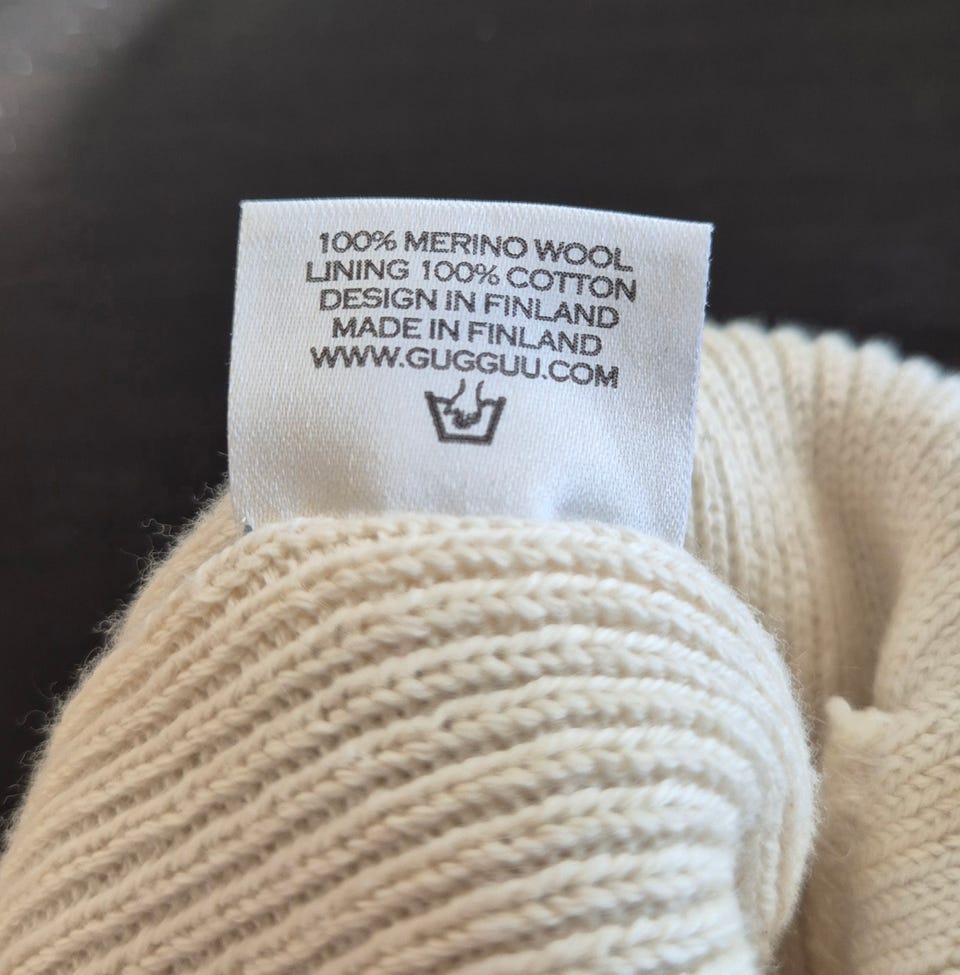 100% MERINO WOOL
LINING 100% COTTON
DESIGN IN FINLAND
MADE IN FINLAND
WWW.GUGGUU.COM